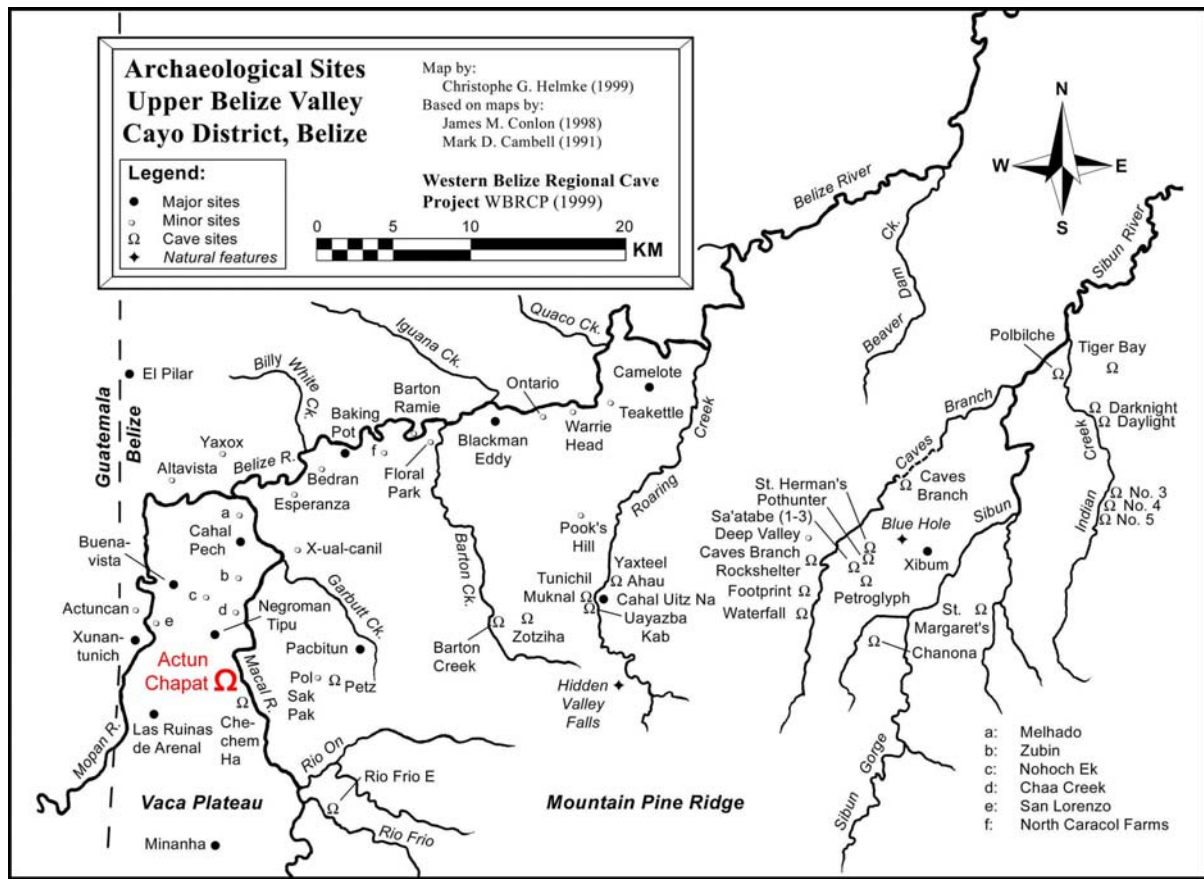 Archaeological Sites
Upper Belize Valley
Cayo District, Belize
Map by:
Christophe G. Helmke (1999)
Based on maps by:
James M. Conlon (1998)
Mark D. Cambell (1991)
Western Belize Regional Cave
Project WBRCP (1999)
Legend:
Major sites
Minor sites
Ω Cave sites
Natural features
0 5 10 20
KM
N
W E
S
Belize River
Beaver Dam Ck.
Sibun River
Quaco Ck.
Iguana Ck.
Billy White Ck.
Guatemala
Belize
El Pilar
Yaxox
Altavista
Belize R.
Baking
Pot
Barton
Ramie
Ontario
Camelote
Teakettle
Warrie
Head
Blackman
Eddy
Floral
Park
f
Bedran
Esperanza
Roaring Creek
Polbilche
Tiger Bay
Darknight
Daylight
Indian Creek
No. 3
No. 4
No. 5
Caves Branch
Caves
Branch
St. Herman's
Pothunter
Sa'atabe (1-3)
Deep Valley
Caves Branch
Rockshelter
Footprint
Waterfall
Blue Hole
Xibum
Petroglyph
Sibun
St.
Margaret's
Chanona
Sibun Gorge
a
Cahal
Pech
Buena-
vista
b
c
d
e
X-ual-canil
Garbutt Ck.
Barton Ck.
Pook's
Hill
Yaxteel
Ahau
Tunichil
Muknal
Cahal Uitz Na
Uayazba
Kab
Zotziha
Barton
Creek
Hidden
Valley
Falls
Actuncan
Xunan-
tunich
Negroman
Tipu
Pacbitun
Pol
Sak
Pak
Petz
Actun
Chapat Ω
Macal R.
Che-
chem
Ha
Las Ruinas
de Arenal
Mopan R.
Rio On
Rio Frio E
Rio Frio
Vaca Plateau
Mountain Pine Ridge
Minanha
a: Melhado
b: Zubin
c: Nohoch Ek
d: Chaa Creek
e: San Lorenzo
f: North Caracol Farms